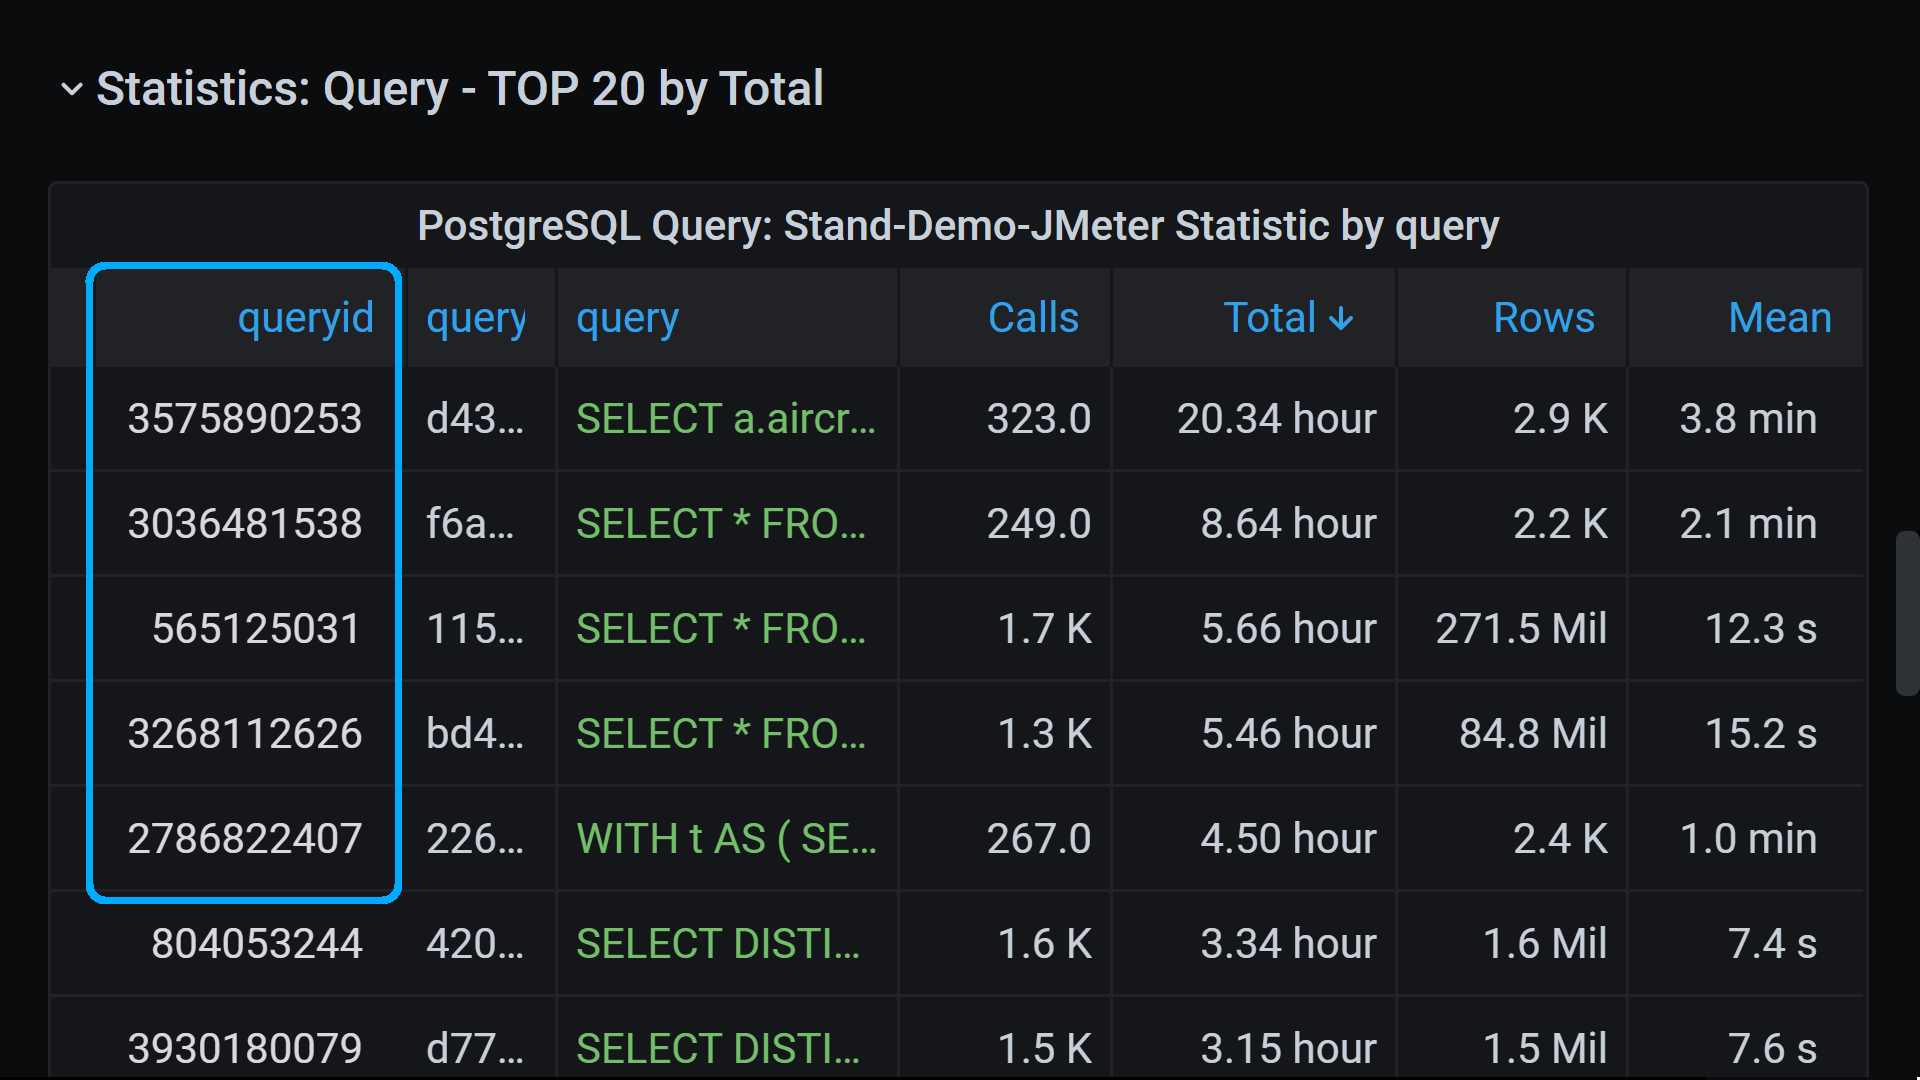 Statistics: Query - TOP 20 by Total
PostgreSQL Query: Stand-Demo-JMeter Statistic by query
queryid query query Calls Total Rows Mean
3575890253 d43... SELECT a.aircr... 323.0 20.34 hour 2.9 K 3.8 min
3036481538 f6a... SELECT * FRO... 249.0 8.64 hour 2.2 K 2.1 min
565125031 115... SELECT * FRO... 1.7 K 5.66 hour 271.5 Mil 12.3 s
3268112626 bd4... SELECT * FRO... 1.3 K 5.46 hour 84.8 Mil 15.2 s
2786822407 226... WITH t AS ( SE... 267.0 4.50 hour 2.4 K 1.0 min
804053244 420... SELECT DISTI... 1.6 K 3.34 hour 1.6 Mil 7.4 s
3930180079 d77... SELECT DISTI... 1.5 K 3.15 hour 1.5 Mil 7.6 s